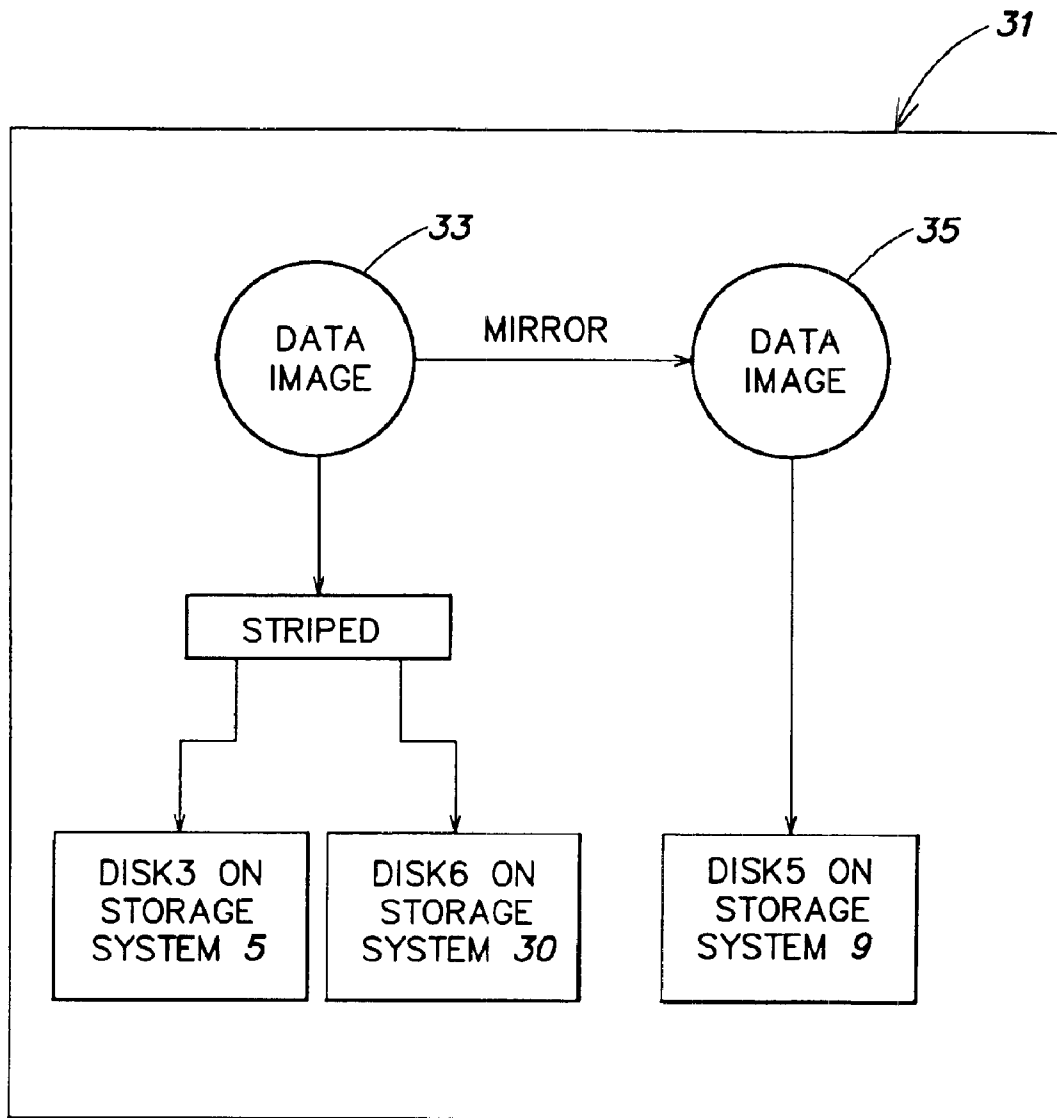 31
33
35
DATA
IMAGE
MIRROR
DATA
IMAGE
STRIPED
DISK3 ON
STORAGE
SYSTEM 5
DISK6 ON
STORAGE
SYSTEM 30
DISK5 ON
STORAGE
SYSTEM 9